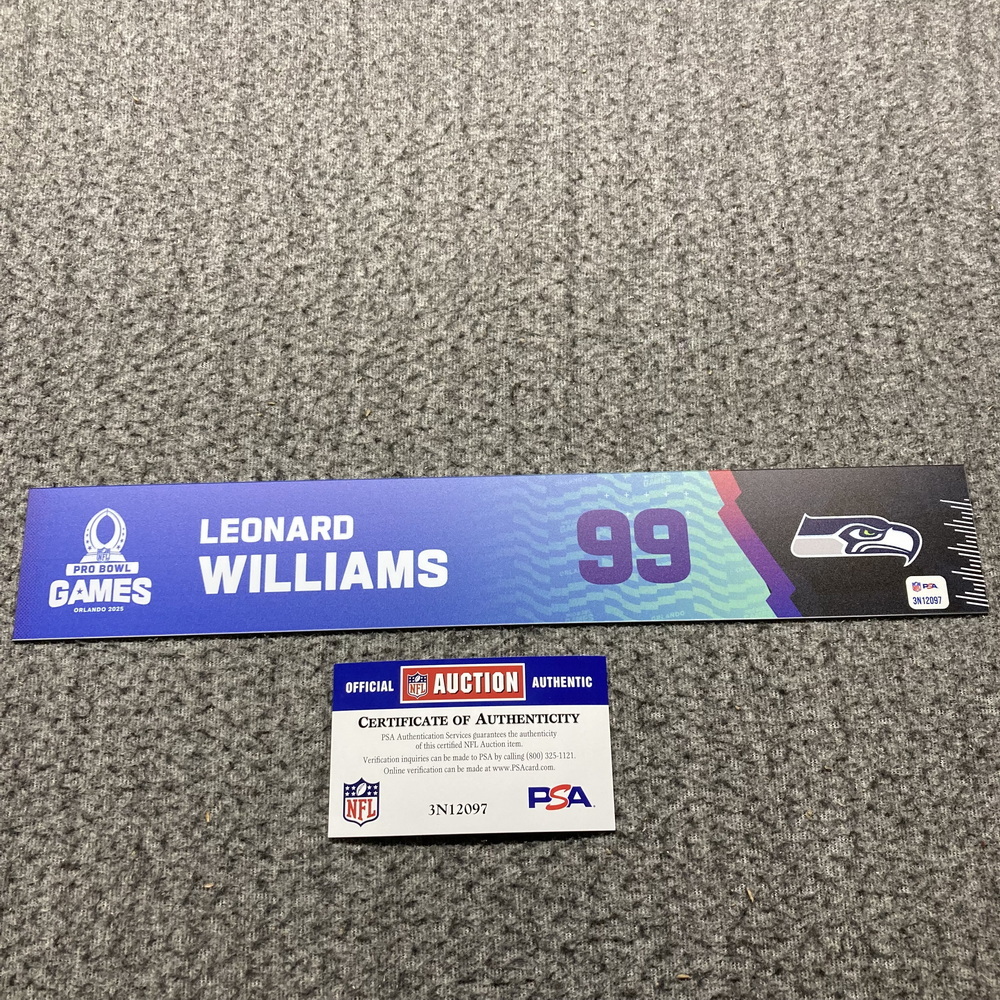 NFL
PRO BOWL
GAMES
ORLANDO 2025
LEONARD
WILLIAMS
99
PSA
3N12097
OFFICIAL NFL AUCTION AUTHENTIC
CERTIFICATE OF AUTHENTICITY
PSA Authentication Services guarantees the authenticity
of this certified NFL Auction item.
Verification inquiries can be made to PSA by calling (800) 325-1121.
Online verification can be made at www.PSAcard.com.
NFL
3N12097
PSA